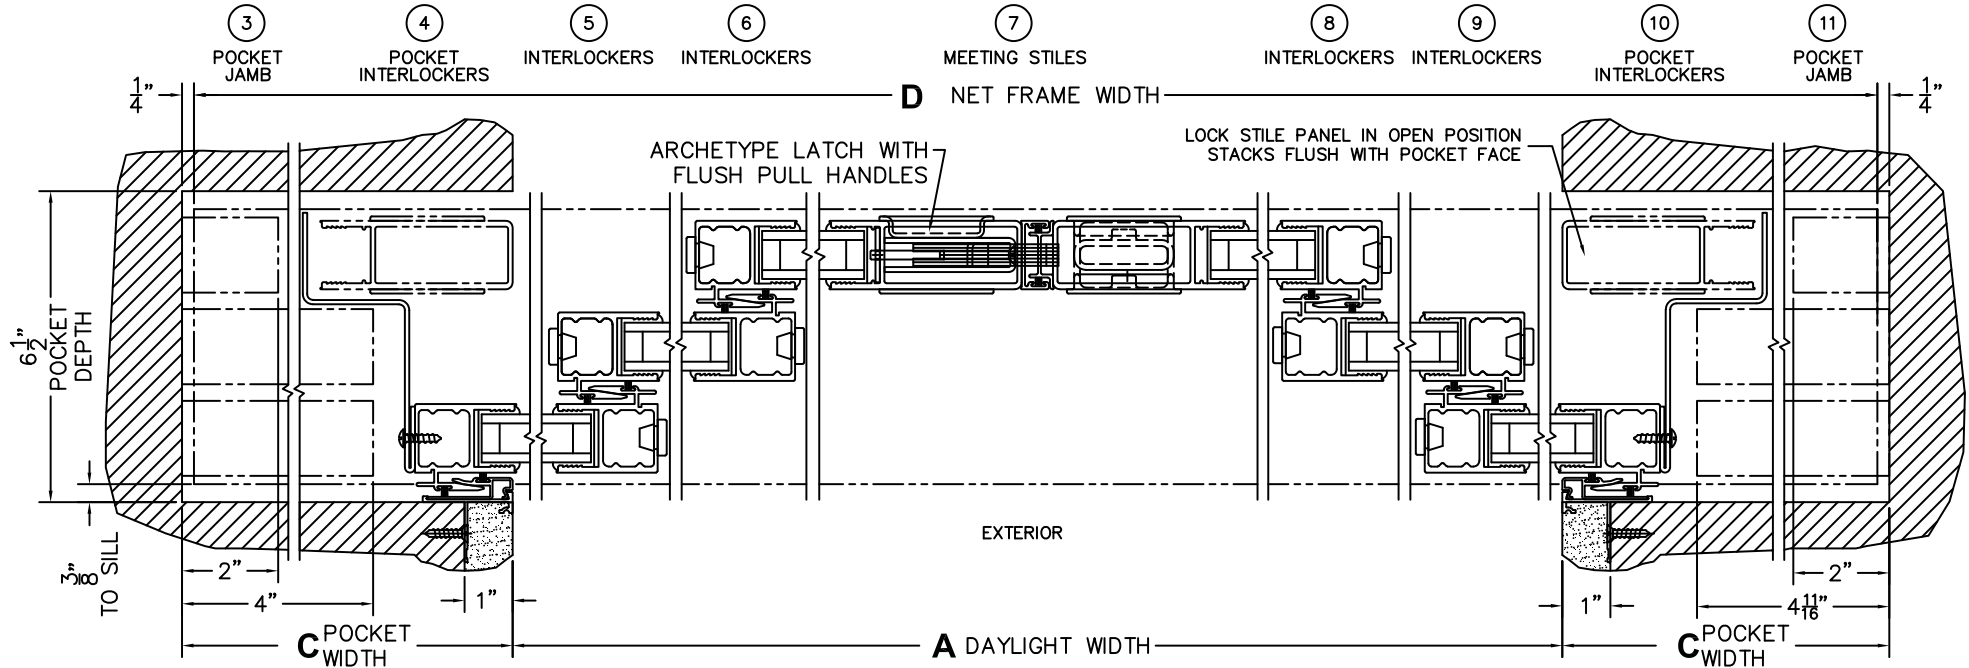 3
POCKET
JAMB
4
POCKET
INTERLOCKERS
5
INTERLOCKERS
6
INTERLOCKERS
7
MEETING STILES
8
INTERLOCKERS
9
INTERLOCKERS
10
POCKET
INTERLOCKERS
11
POCKET
JAMB
1/4"
D NET FRAME WIDTH
1/4"
ARCHETYPE LATCH WITH
FLUSH PULL HANDLES
LOCK STILE PANEL IN OPEN POSITION
STACKS FLUSH WITH POCKET FACE
6 1/2"
POCKET
DEPTH
3/8"
TO SILL
EXTERIOR
2"
4"
1"
1"
2"
4 11/16"
C POCKET
WIDTH
A DAYLIGHT WIDTH
C POCKET
WIDTH